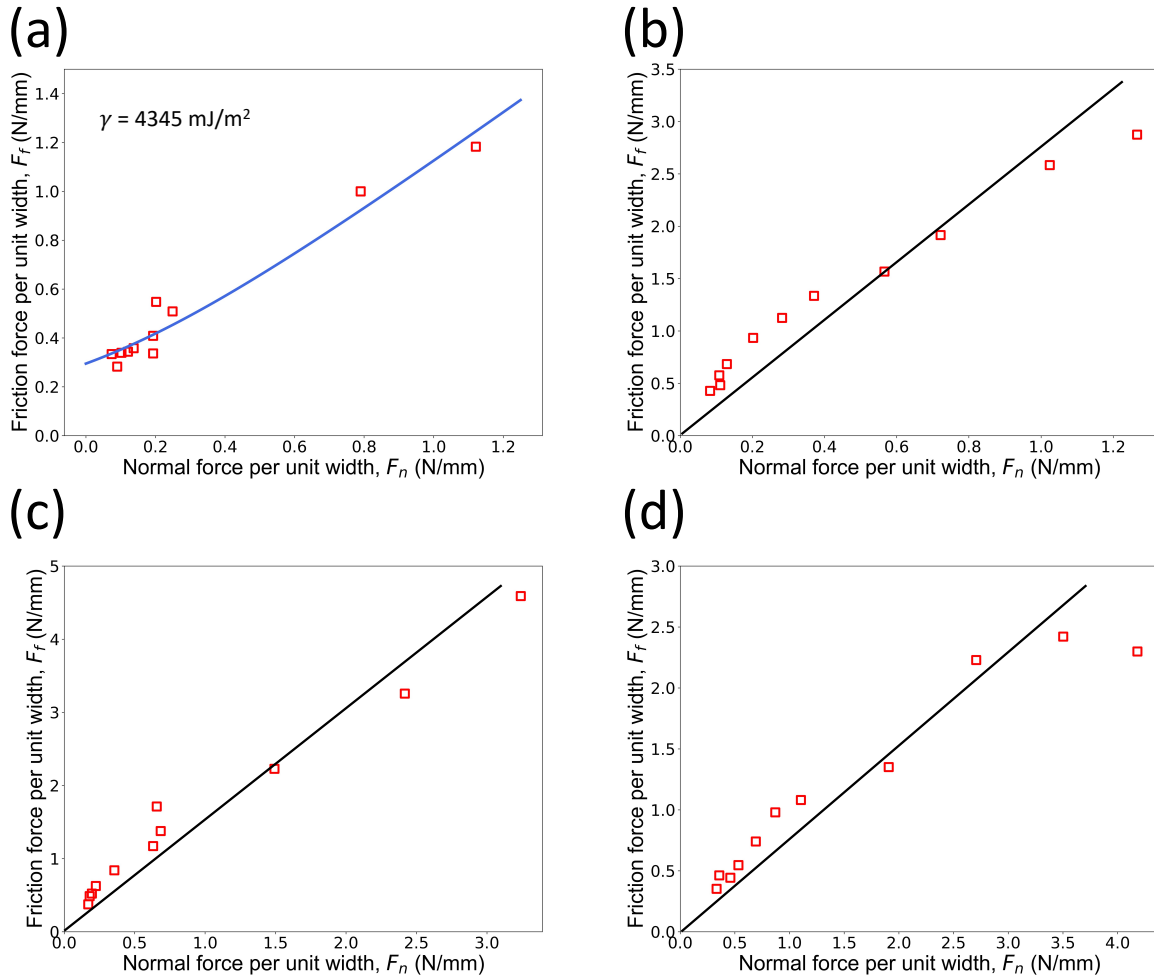 (a)
Friction force per unit width, F_f (N/mm)
1.4
1.2
1.0
0.8
0.6
0.4
0.2
0.0
γ = 4345 mJ/m²
0.0 0.2 0.4 0.6 0.8 1.0 1.2
Normal force per unit width, F_n (N/mm)
(b)
Friction force per unit width, F_f (N/mm)
3.5
3.0
2.5
2.0
1.5
1.0
0.5
0.0
0.0 0.2 0.4 0.6 0.8 1.0 1.2
Normal force per unit width, F_n (N/mm)
(c)
Friction force per unit width, F_f (N/mm)
5
4
3
2
1
0
0.0 0.5 1.0 1.5 2.0 2.5 3.0
Normal force per unit width, F_n (N/mm)
(d)
Friction force per unit width, F_f (N/mm)
3.0
2.5
2.0
1.5
1.0
0.5
0.0
0.0 0.5 1.0 1.5 2.0 2.5 3.0 3.5 4.0
Normal force per unit width, F_n (N/mm)